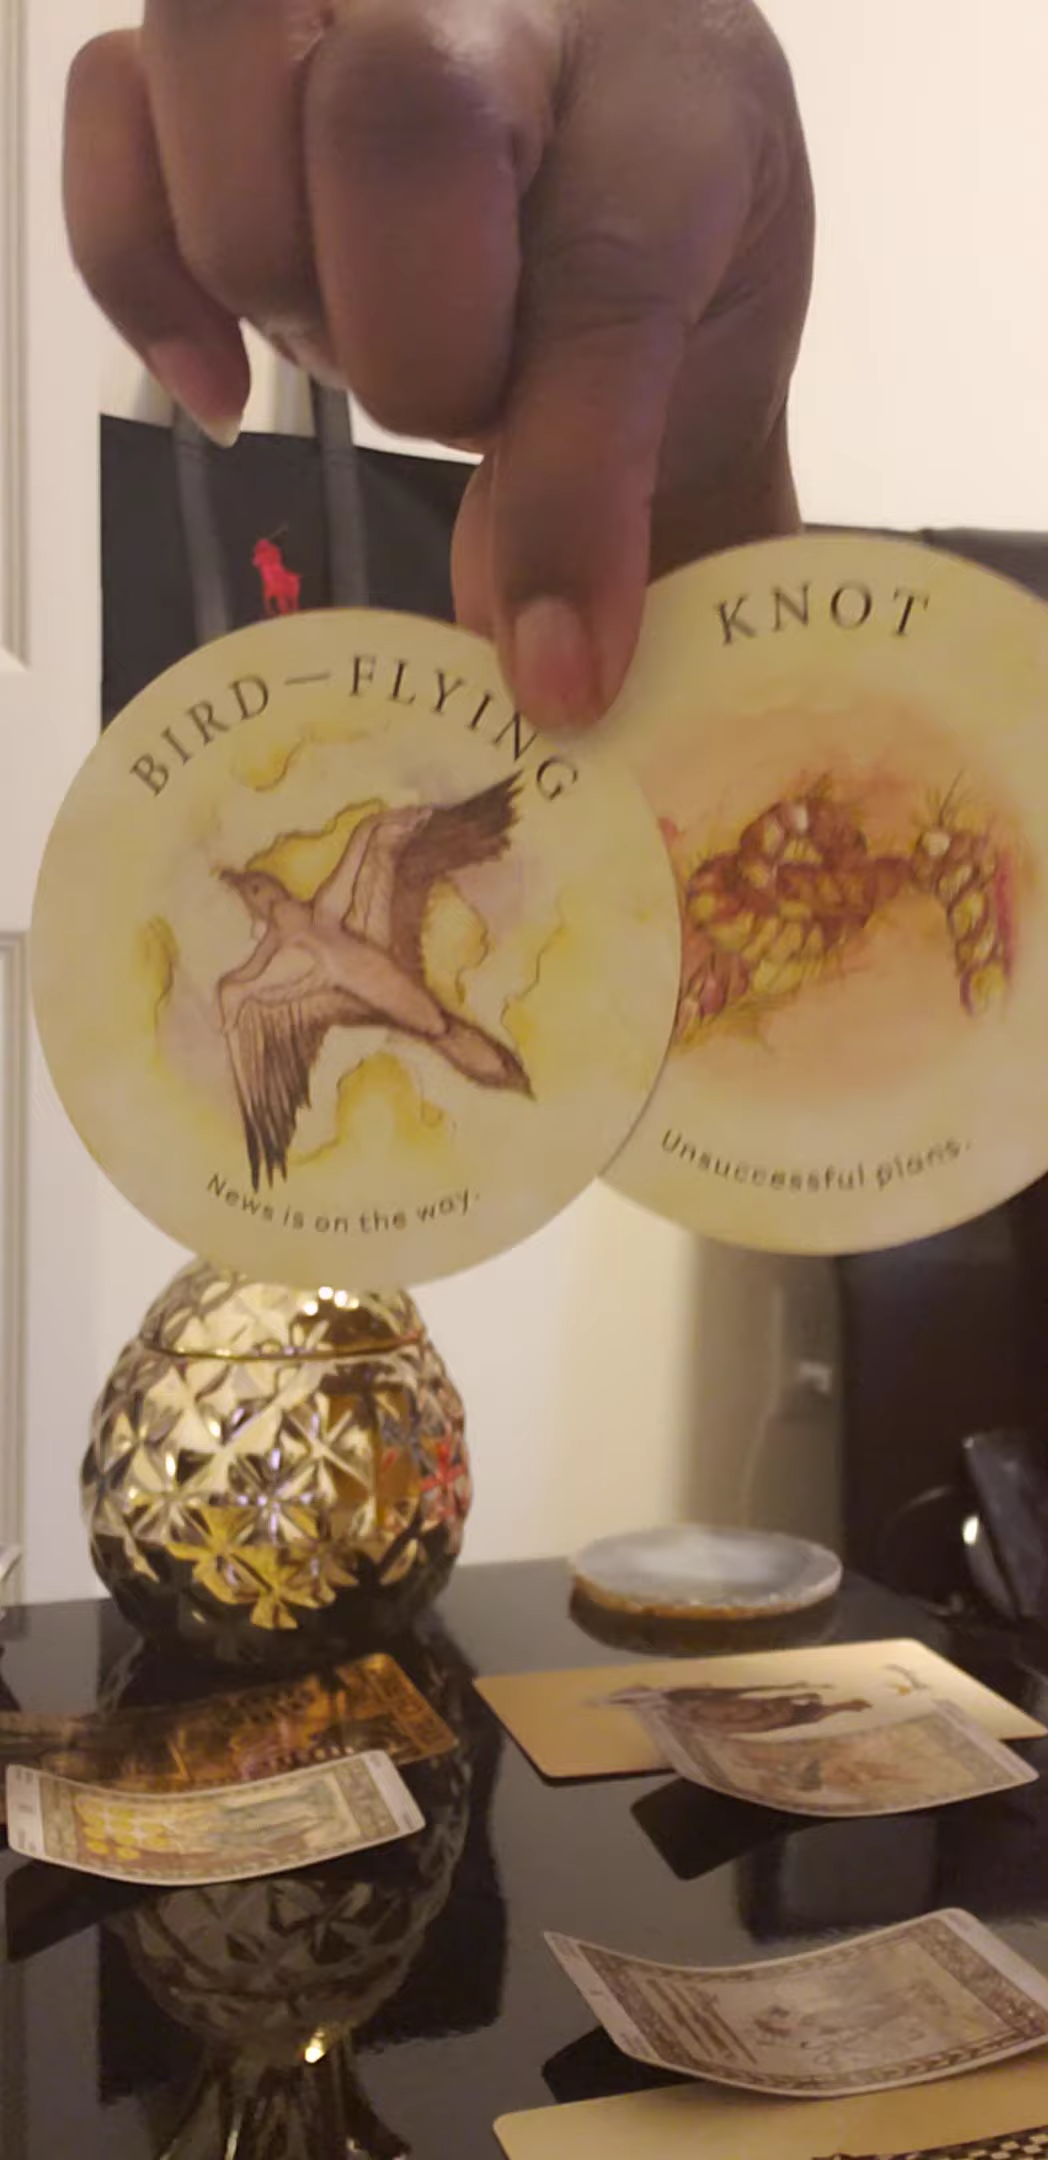 BIRD—FLYING
News is on the way.
KNOT
Unsuccessful plans.